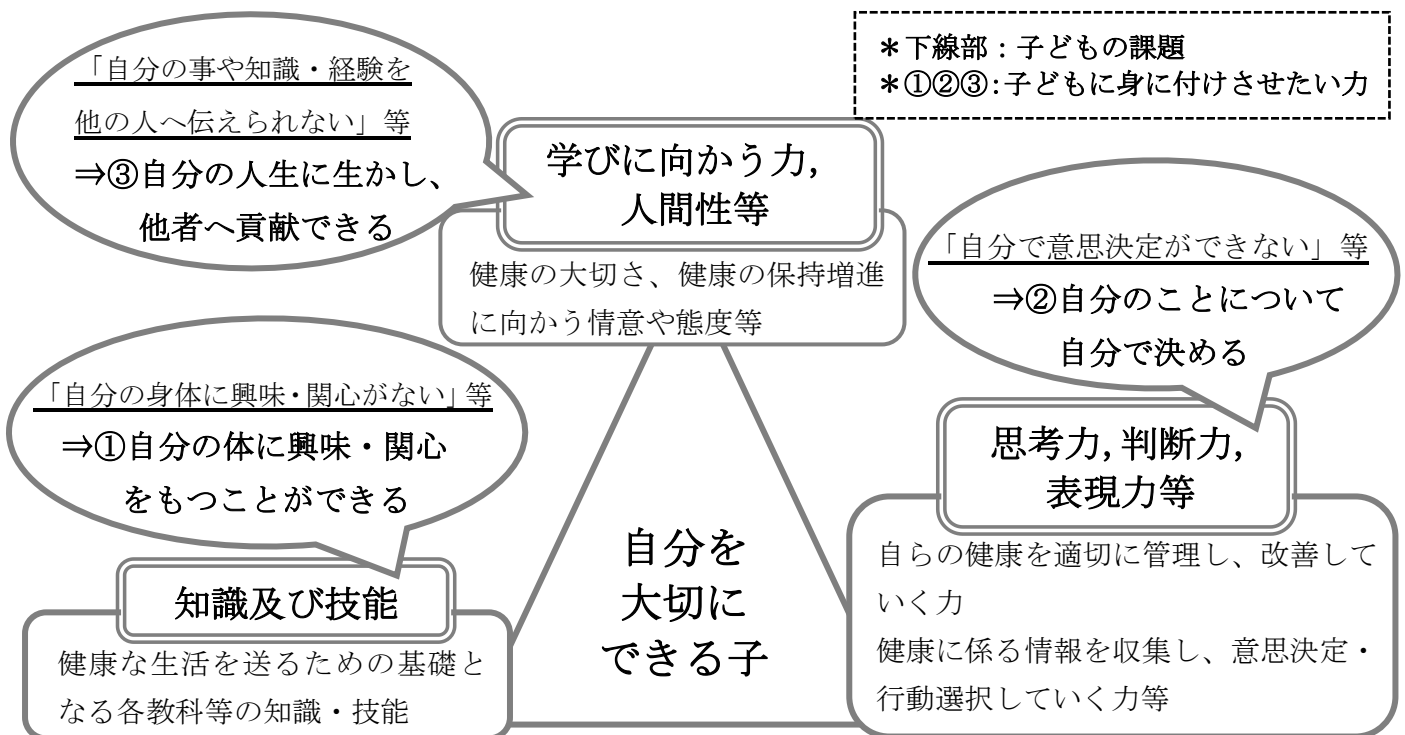 「自分の事や知識・経験を
他の人へ伝えられない」等
⇒③自分の人生に生かし、
他者へ貢献できる
＊下線部：子どもの課題
＊①②③：子どもに身に付けさせたい力
学びに向かう力,
人間性等
健康の大切さ、健康の保持増進
に向かう情意や態度等
「自分で意思決定ができない」等
⇒②自分のことについて
自分で決める
「自分の身体に興味・関心がない」等
⇒①自分の体に興味・関心
をもつことができる
思考力,判断力,
表現力等
自らの健康を適切に管理し、改善して
いく力
健康に係る情報を収集し、意思決定・
行動選択していく力等
自分を
大切に
できる子
知識及び技能
健康な生活を送るための基礎と
なる各教科等の知識・技能